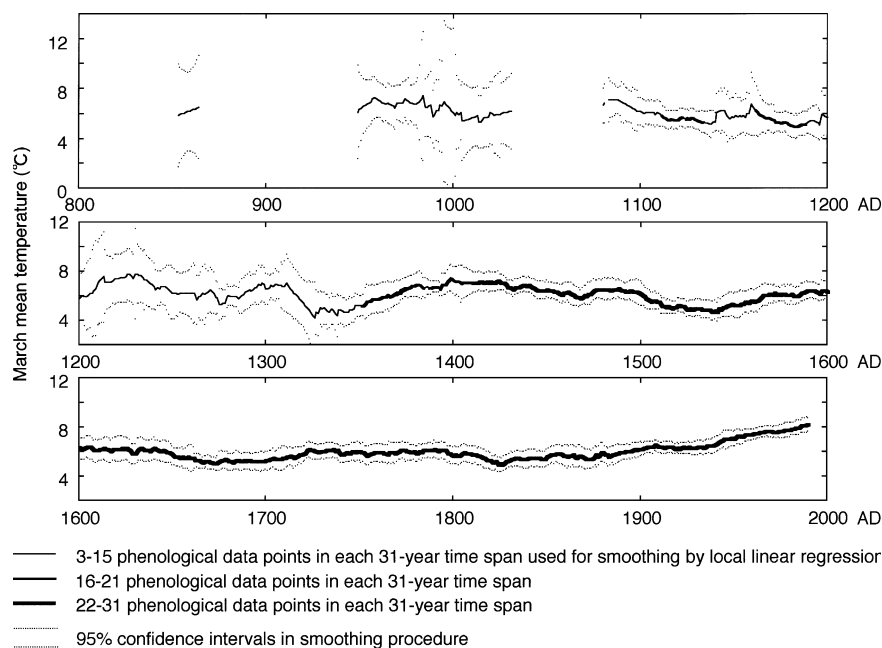 March mean temperature (℃)
12
8
4
0
800 900 1000 1100 1200 AD
12
8
4
1200 1300 1400 1500 1600 AD
12
8
4
1600 1700 1800 1900 2000 AD
3-15 phenological data points in each 31-year time span used for smoothing by local linear regression
16-21 phenological data points in each 31-year time span
22-31 phenological data points in each 31-year time span
95% confidence intervals in smoothing procedure